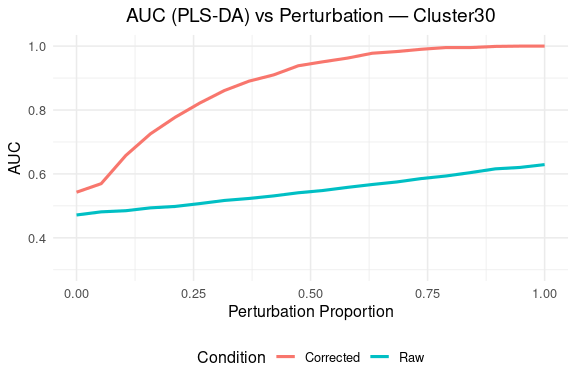 AUC (PLS-DA) vs Perturbation — Cluster30
AUC
1.0
0.8
0.6
0.4
0.00 0.25 0.50 0.75 1.00
Perturbation Proportion
Condition Corrected Raw